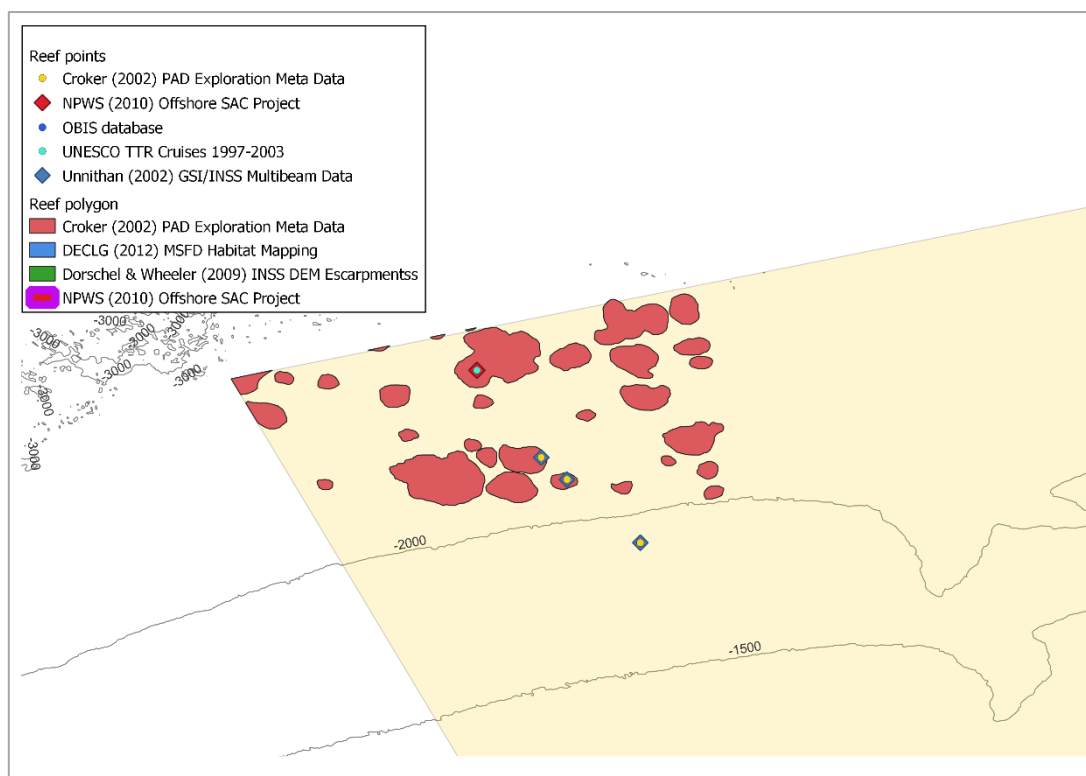 Reef points
Croker (2002) PAD Exploration Meta Data
NPWS (2010) Offshore SAC Project
OBIS database
UNESCO TTR Cruises 1997-2003
Unnithan (2002) GSI/INSS Multibeam Data
Reef polygon
Croker (2002) PAD Exploration Meta Data
DECLG (2012) MSFD Habitat Mapping
Dorschel & Wheeler (2009) INSS DEM Escarpmentss
NPWS (2010) Offshore SAC Project
-3000
-3000
-3000
-3000
-3000
-3000
-3000
-3000
-2000
-1500